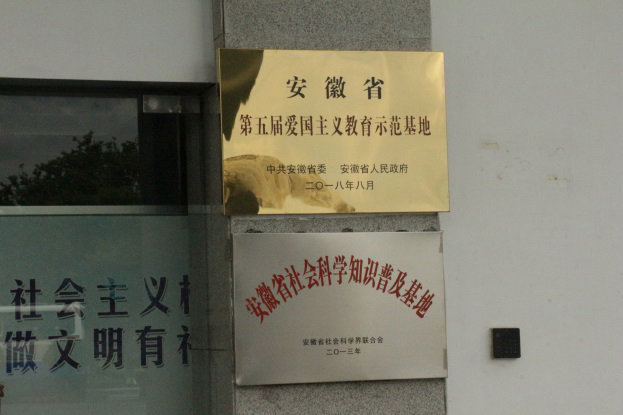 安徽省
第五届爱国主义教育示范基地
中共安徽省委 安徽省人民政府
二〇一八年八月
安徽省社会科学知识普及基地
安徽省社会科学界联合会
二〇一三年
社会主义核
做文明有礼